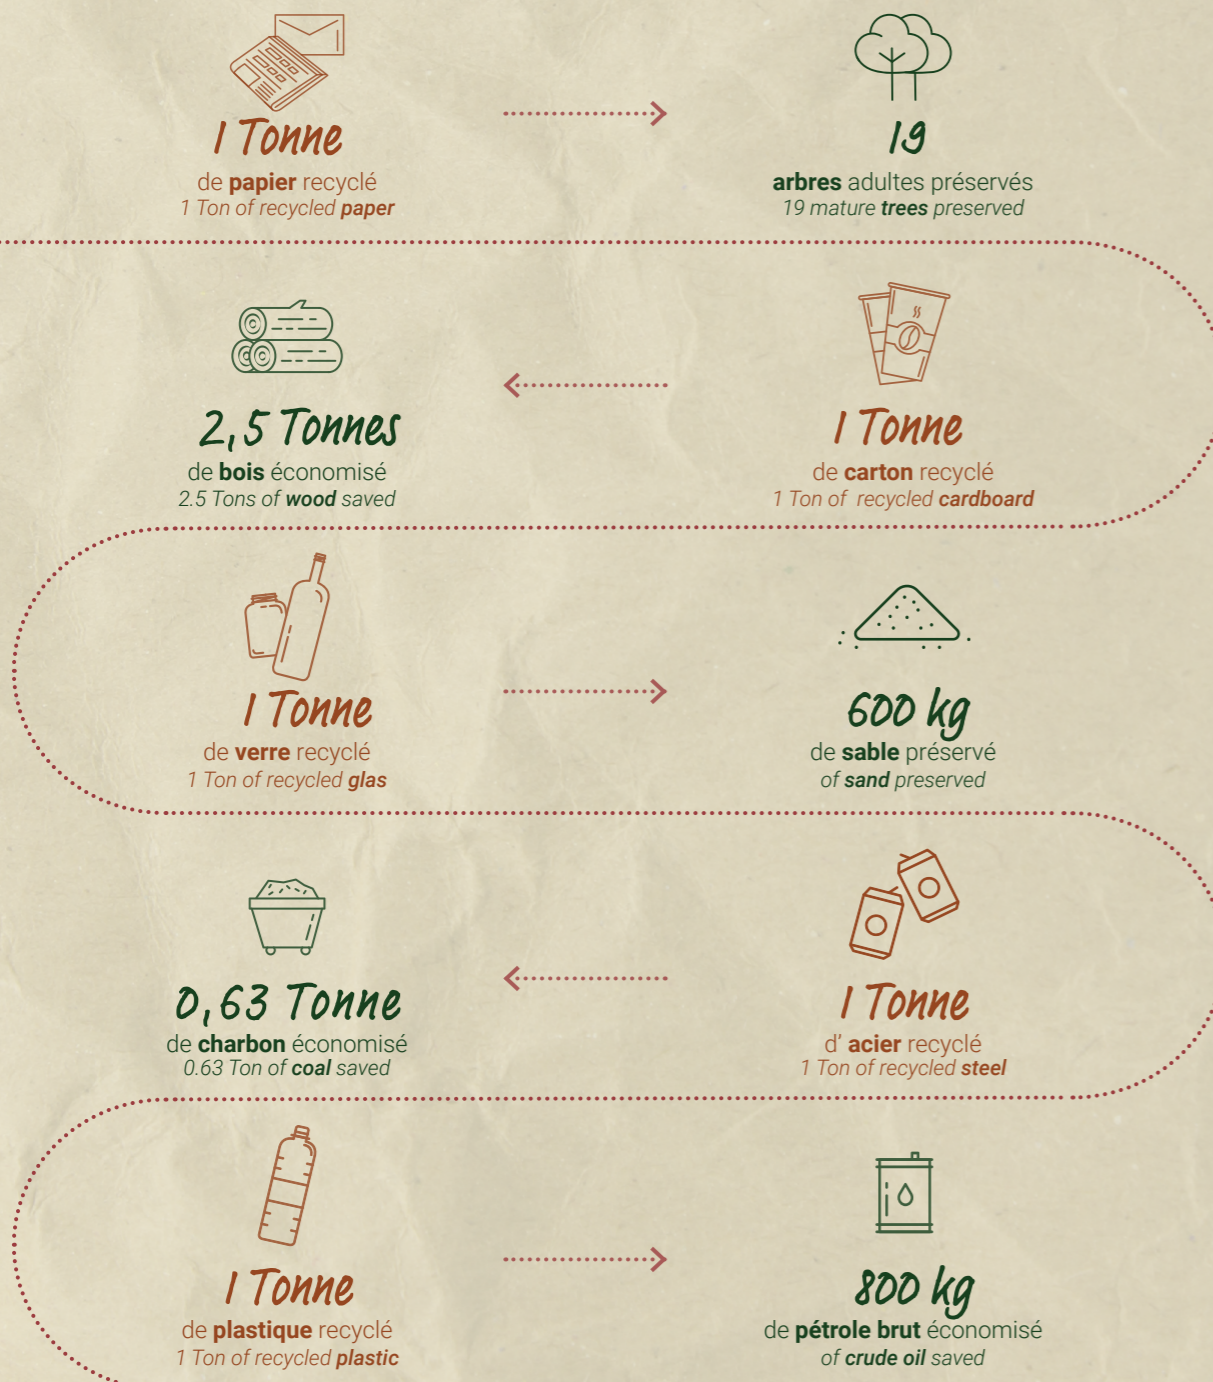 1 Tonne
de papier recyclé
1 Ton of recycled paper
19
arbres adultes préservés
19 mature trees preserved
2,5 Tonnes
de bois économisé
2.5 Tons of wood saved
1 Tonne
de carton recyclé
1 Ton of recycled cardboard
1 Tonne
de verre recyclé
1 Ton of recycled glas
600 kg
de sable préservé
of sand preserved
0,63 Tonne
de charbon économisé
0.63 Ton of coal saved
1 Tonne
d' acier recyclé
1 Ton of recycled steel
1 Tonne
de plastique recyclé
1 Ton of recycled plastic
800 kg
de pétrole brut économisé
of crude oil saved